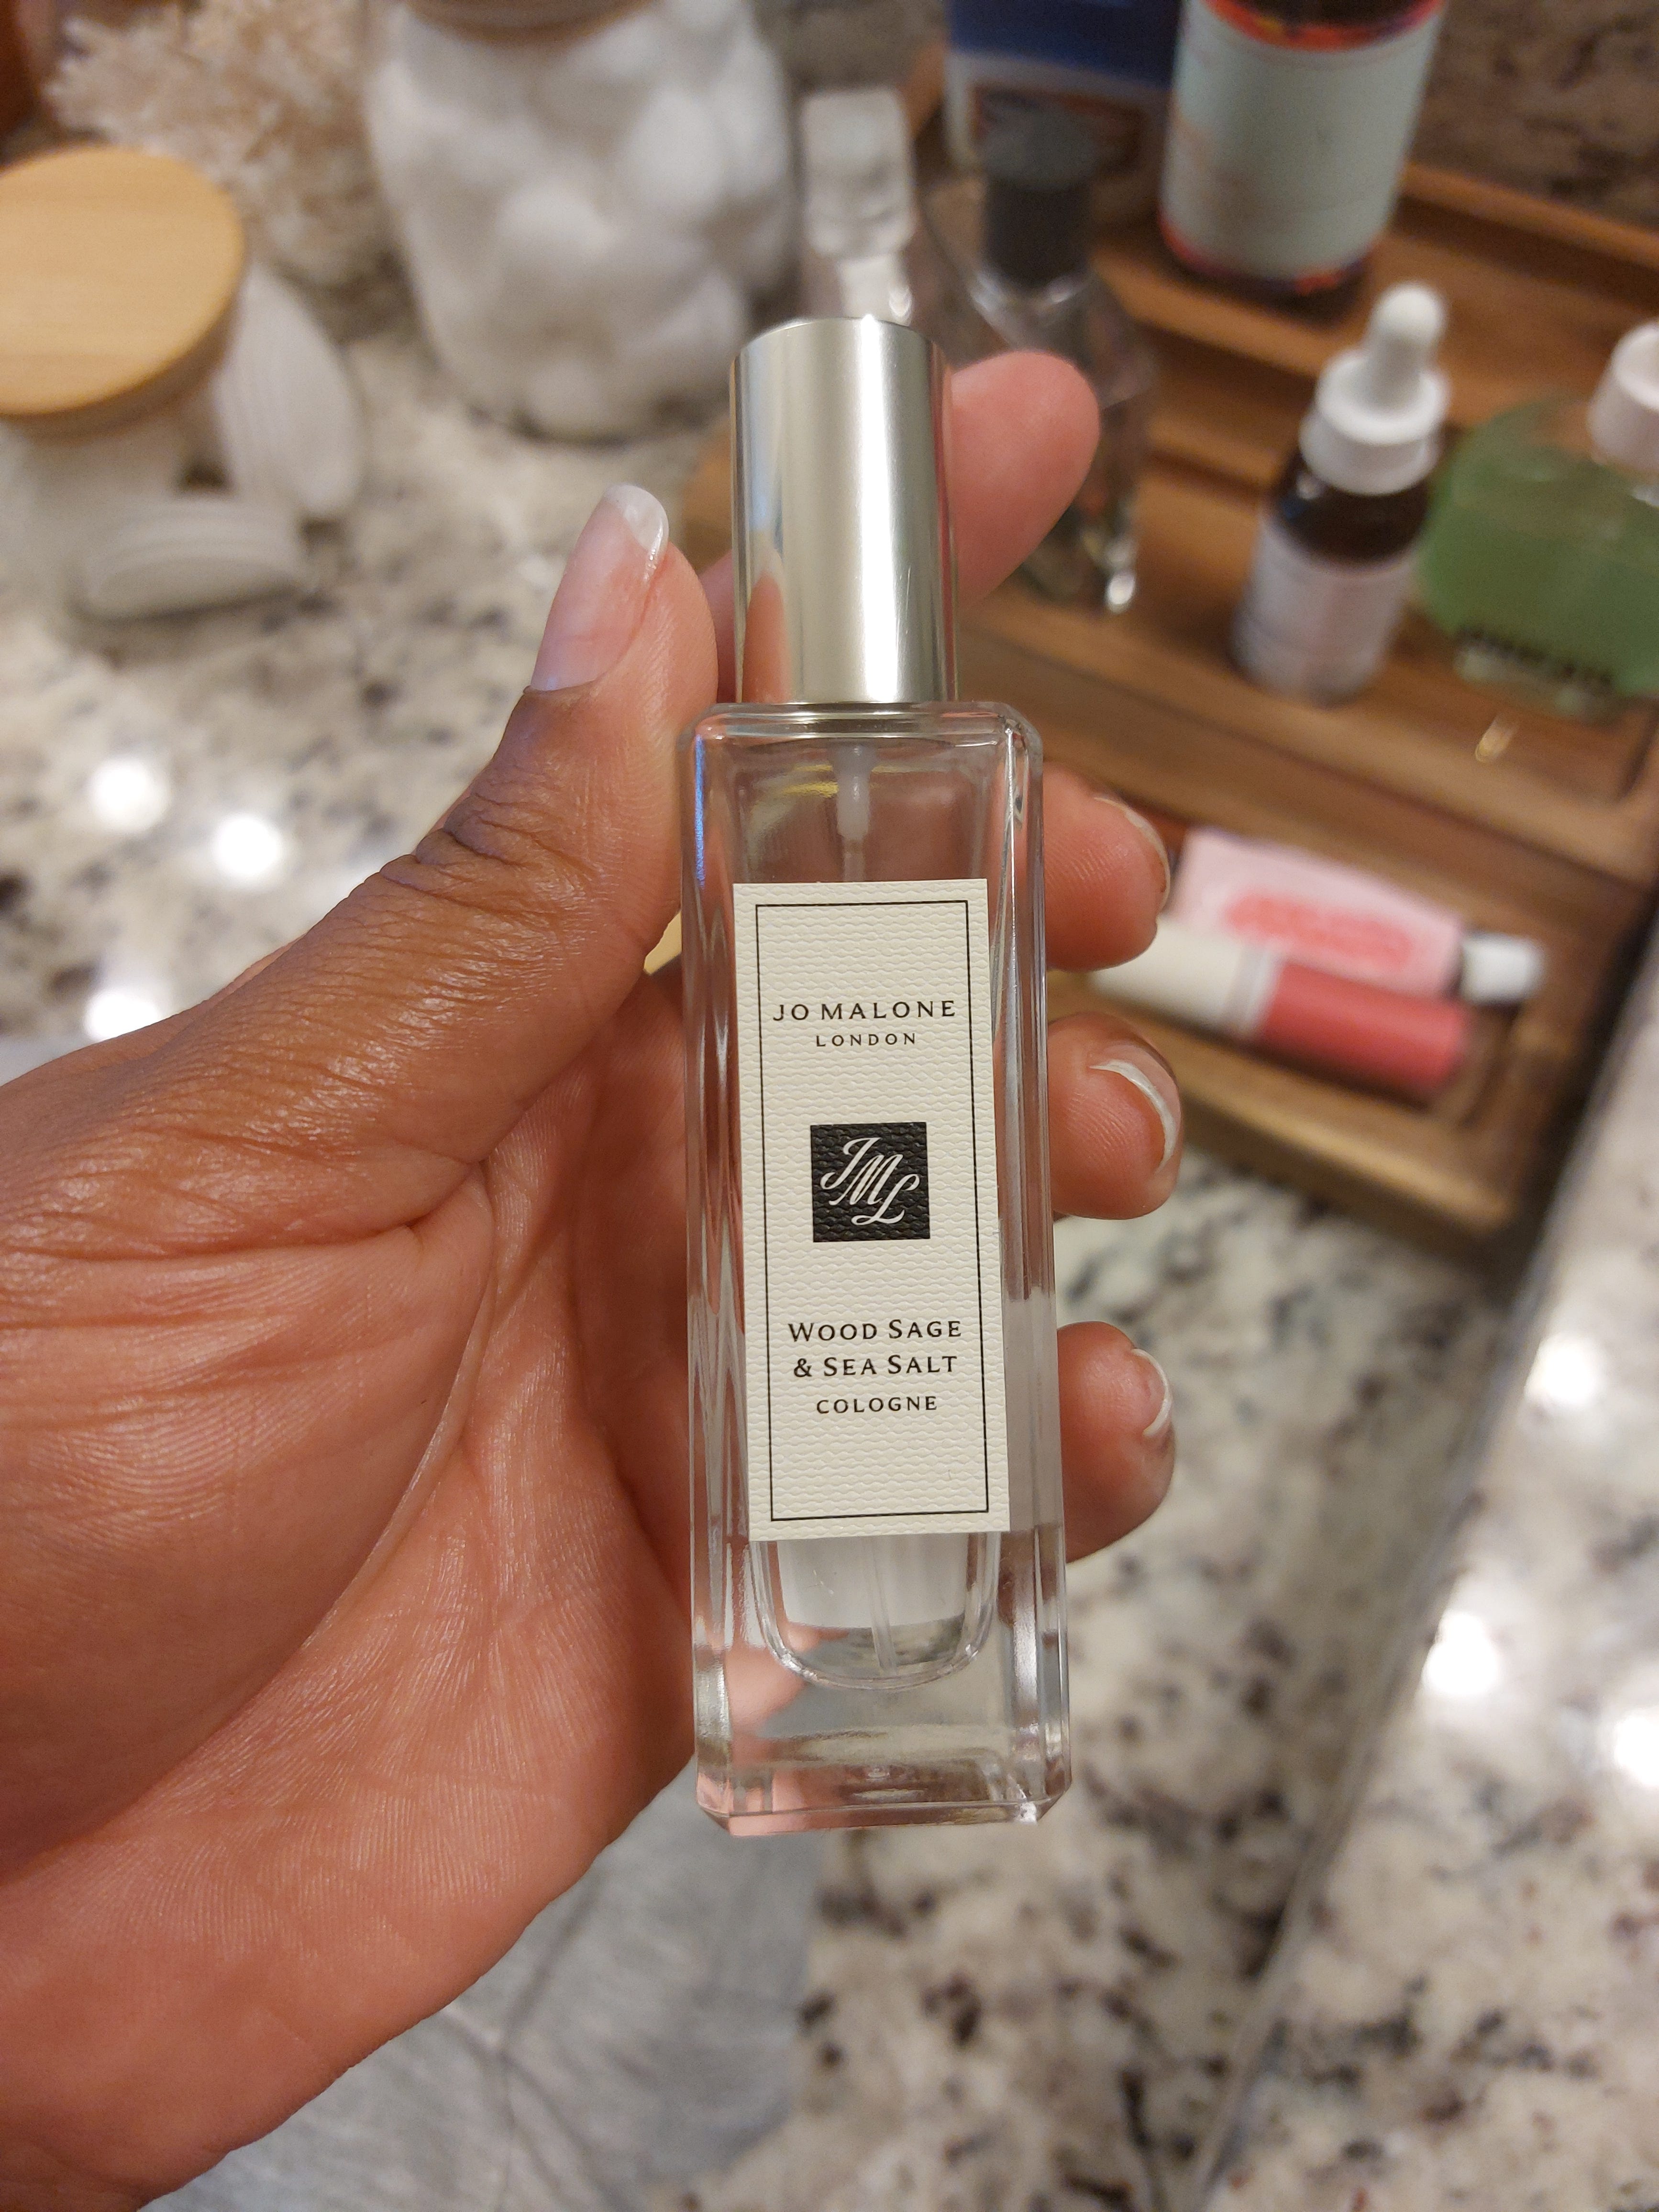 JO MALONE
LONDON
JML
WOOD SAGE
& SEA SALT
COLOGNE